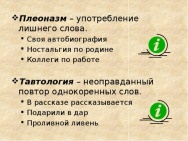 ❖Плеоназм – употребление
лишнего слова.
• Своя автобиография
• Ностальгия по родине
• Коллеги по работе
❖Тавтология – неоправданный
повтор однокоренных слов.
• В рассказе рассказывается
• Подарили в дар
• Проливной ливень